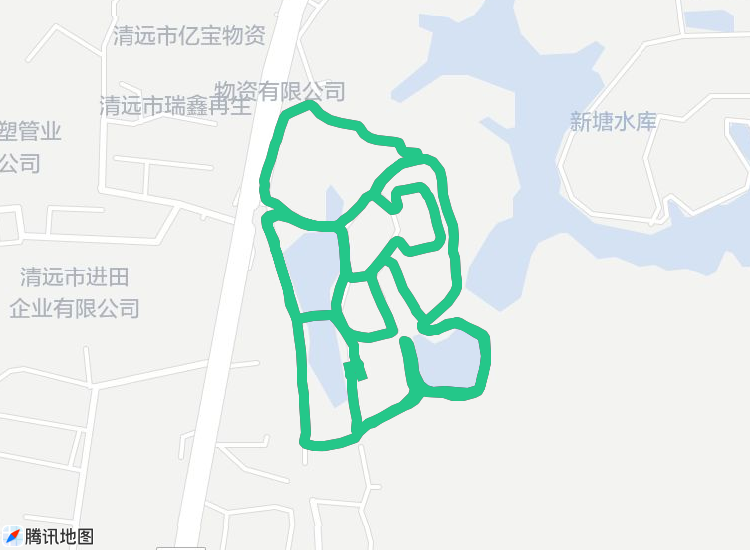 清远市亿宝物资
物资有限公司
清远市瑞鑫再生
新塘水库
塑管业
公司
清远市进田
企业有限公司
腾讯地图